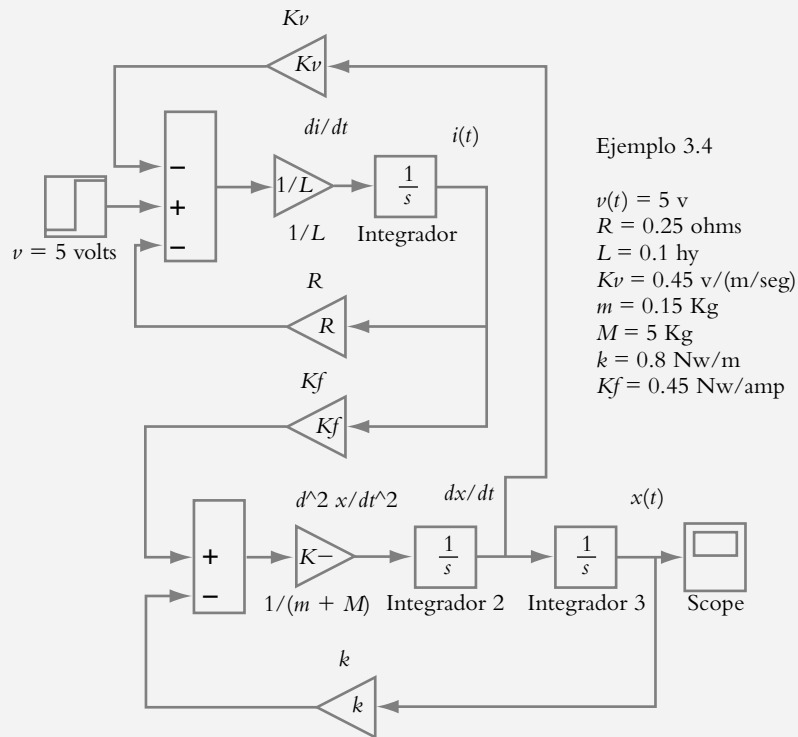 Kv
Kv
di/dt
i(t)
−
+
−
1/L
1/s
ν = 5 volts
1/L
Integrador
R
R
Kf
Kf
d^2 x/dt^2
dx/dt
x(t)
+
−
K−
1/s
1/s
1/(m + M)
Integrador 2
Integrador 3
Scope
k
k
Ejemplo 3.4
ν(t) = 5 v
R = 0.25 ohms
L = 0.1 hy
Kν = 0.45 v/(m/seg)
m = 0.15 Kg
M = 5 Kg
k = 0.8 Nw/m
Kf = 0.45 Nw/amp